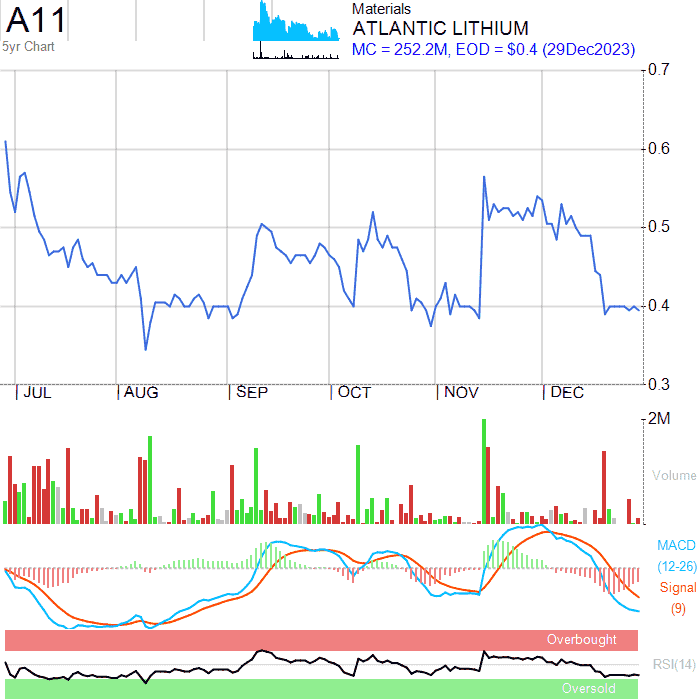 A11
5yr Chart
Materials
ATLANTIC LITHIUM
MC = 252.2M, EOD = $0.4 (29Dec2023)
0.7
0.6
0.5
0.4
0.3
JUL AUG SEP OCT NOV DEC
2M
Volume
MACD
(12-26)
Signal
(9)
Overbought
RSI(14)
Oversold